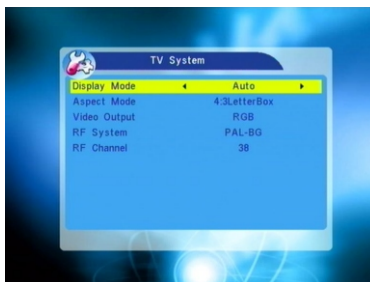 TV System
Display Mode Auto
Aspect Mode 4:3LetterBox
Video Output RGB
RF System PAL-BG
RF Channel 38